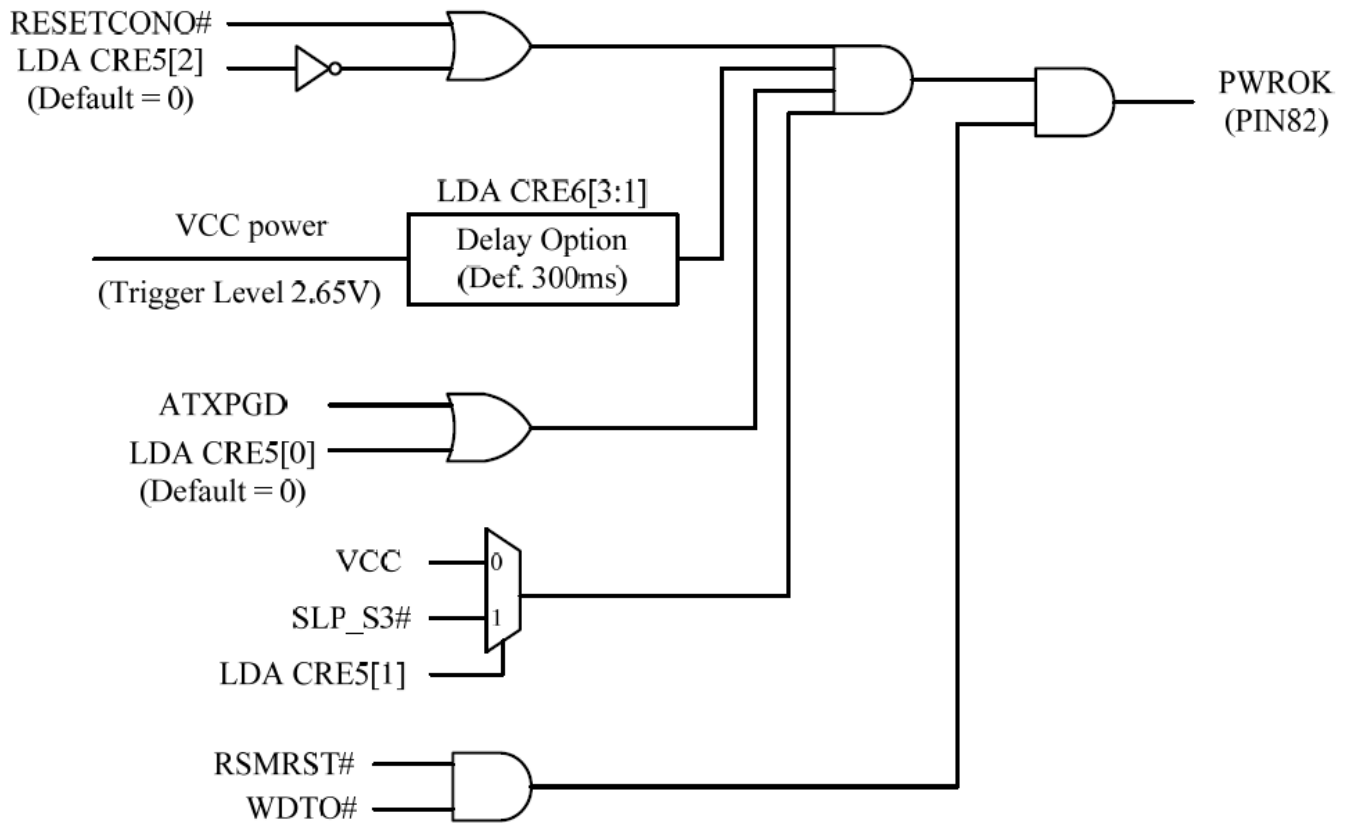 RESETCONO#
LDA CRE5[2]
(Default = 0)
PWROK
(PIN82)
LDA CRE6[3:1]
VCC power
Delay Option
(Def. 300ms)
(Trigger Level 2.65V)
ATXPGD
LDA CRE5[0]
(Default = 0)
VCC
0
SLP_S3#
1
LDA CRE5[1]
RSMRST#
WDTO#